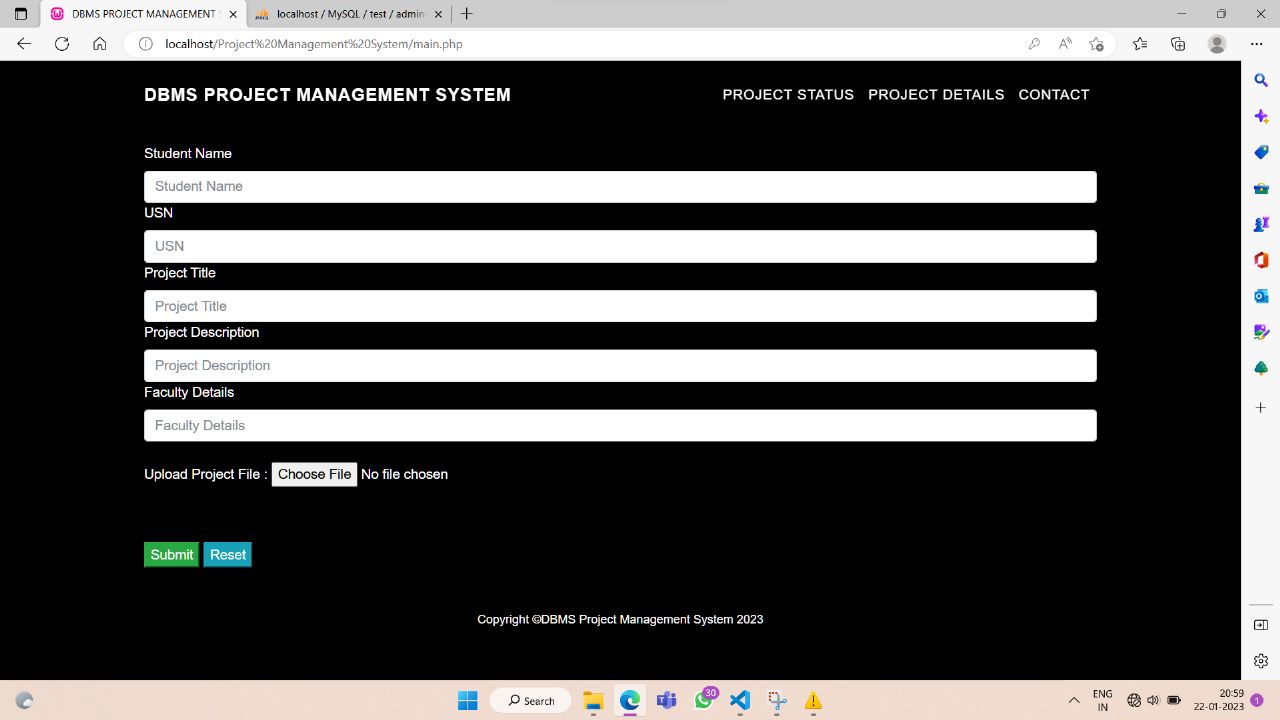 DBMS PROJECT MANAGEMENT S
localhost / MySQL / test / admin
localhost/Project%20Management%20System/main.php
DBMS PROJECT MANAGEMENT SYSTEM
PROJECT STATUS PROJECT DETAILS CONTACT
Student Name
Student Name
USN
USN
Project Title
Project Title
Project Description
Project Description
Faculty Details
Faculty Details
Upload Project File : Choose File No file chosen
Submit Reset
Copyright ©DBMS Project Management System 2023
Search
30
ENG
IN
20:59
22-01-2023
1